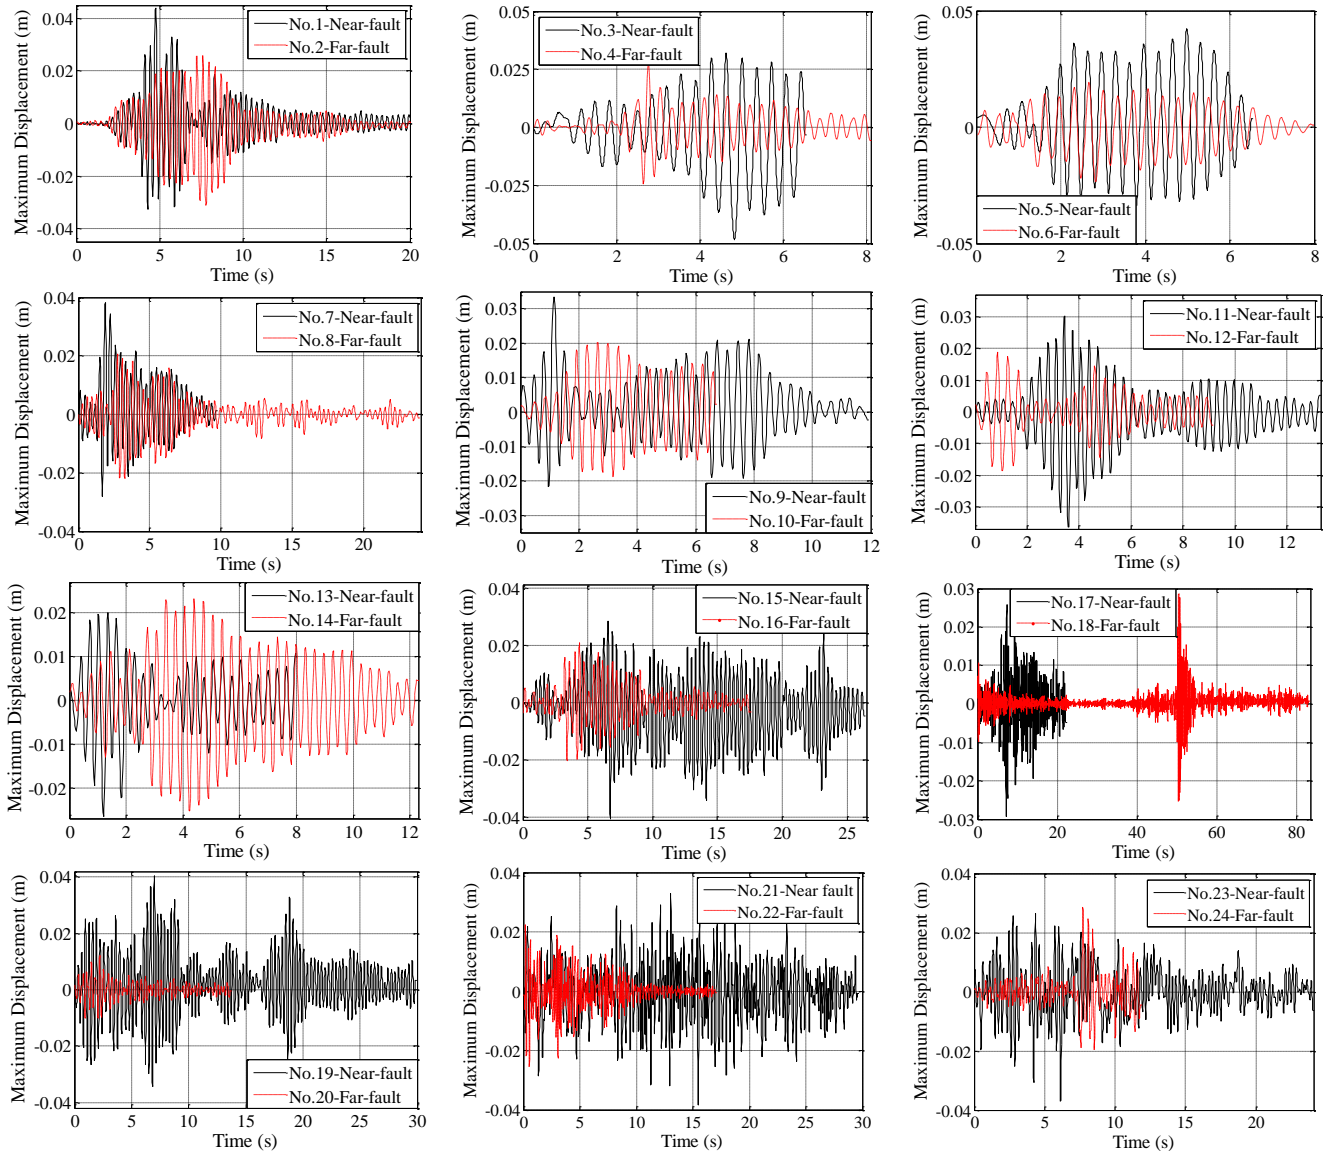 Maximum Displacement (m)
0.04
0.02
0
-0.02
-0.04
No.1-Near-fault
No.2-Far-fault
5
10
15
20
Time (s)
Maximum Displacement (m)
0.05
0.025
0
-0.025
-0.05
No.3-Near-fault
No.4-Far-fault
0
2
4
6
8
Time (s)
Maximum Displacement (m)
0.05
0
-0.05
No.5-Near-fault
No.6-Far-fault
0
2
4
6
8
Time (s)
Maximum Displacement (m)
0.04
0.02
0
-0.02
-0.04
No.7-Near-fault
No.8-Far-fault
0
5
10
15
20
Time (s)
Maximum Displacement (m)
0.03
0.02
0.01
0
-0.01
-0.02
-0.03
No.9-Near-fault
No.10-Far-fault
0
2
4
6
8
10
12
Time (s)
Maximum Displacement (m)
0.03
0.02
0.01
0
-0.01
-0.02
-0.03
No.11-Near-fault
No.12-Far-fault
0
2
4
6
8
10
12
Time (s)
Maximum Displacement (m)
0.02
0.01
0
-0.01
-0.02
No.13-Near-fault
No.14-Far-fault
0
2
4
6
8
10
12
Time (s)
Maximum Displacement (m)
0.04
0.02
0
-0.02
-0.04
No.15-Near-fault
No.16-Far-fault
0
5
10
15
20
25
Time (s)
Maximum Displacement (m)
0.03
0.02
0.01
0
-0.01
-0.02
-0.03
No.17-Near-fault
No.18-Far-fault
0
20
40
60
80
Time (s)
Maximum Displacement (m)
0.04
0.02
0
-0.02
-0.04
No.19-Near-fault
No.20-Far-fault
0
5
10
15
20
25
30
Time (s)
Maximum Displacement (m)
0.04
0.02
0
-0.02
-0.04
No.21-Near fault
No.22-Far-fault
0
5
10
15
20
25
30
Time (s)
Maximum Displacement (m)
0.04
0.02
0
-0.02
-0.04
No.23-Near-fault
No.24-Far-fault
0
5
10
15
20
Time (s)